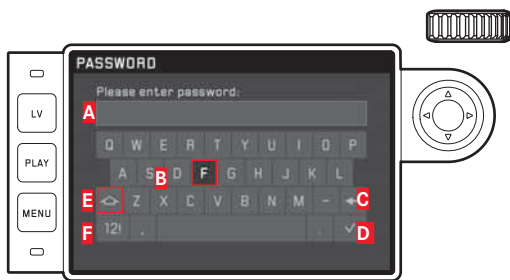 PASSWORD
Please enter password:
A
LV
Q W E R T Y U I O P
PLAY
A S D F G H J K L
B
E Z X C V B N M - C
MENU
F 12! . . D